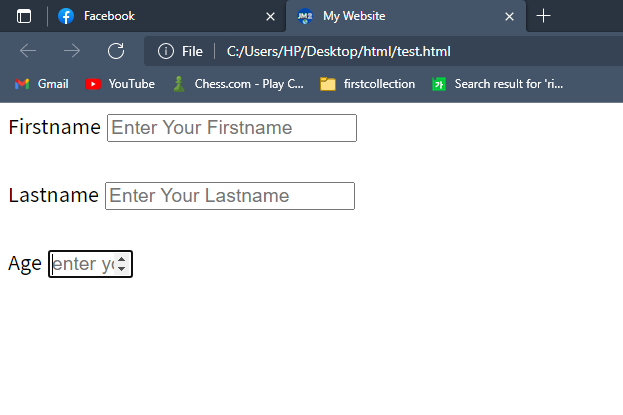 Facebook
JM2 My Website
File C:/Users/HP/Desktop/html/test.html
Gmail YouTube Chess.com - Play C... firstcollection Search result for 'ri...
Firstname Enter Your Firstname
Lastname Enter Your Lastname
Age enter yo